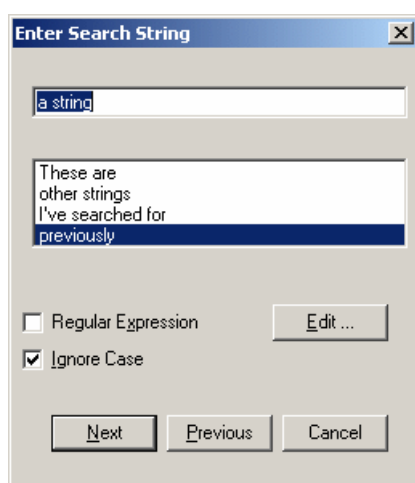 Enter Search String
a string
These are
other strings
I've searched for
previously
Regular Expression
Edit ...
Ignore Case
Next Previous Cancel